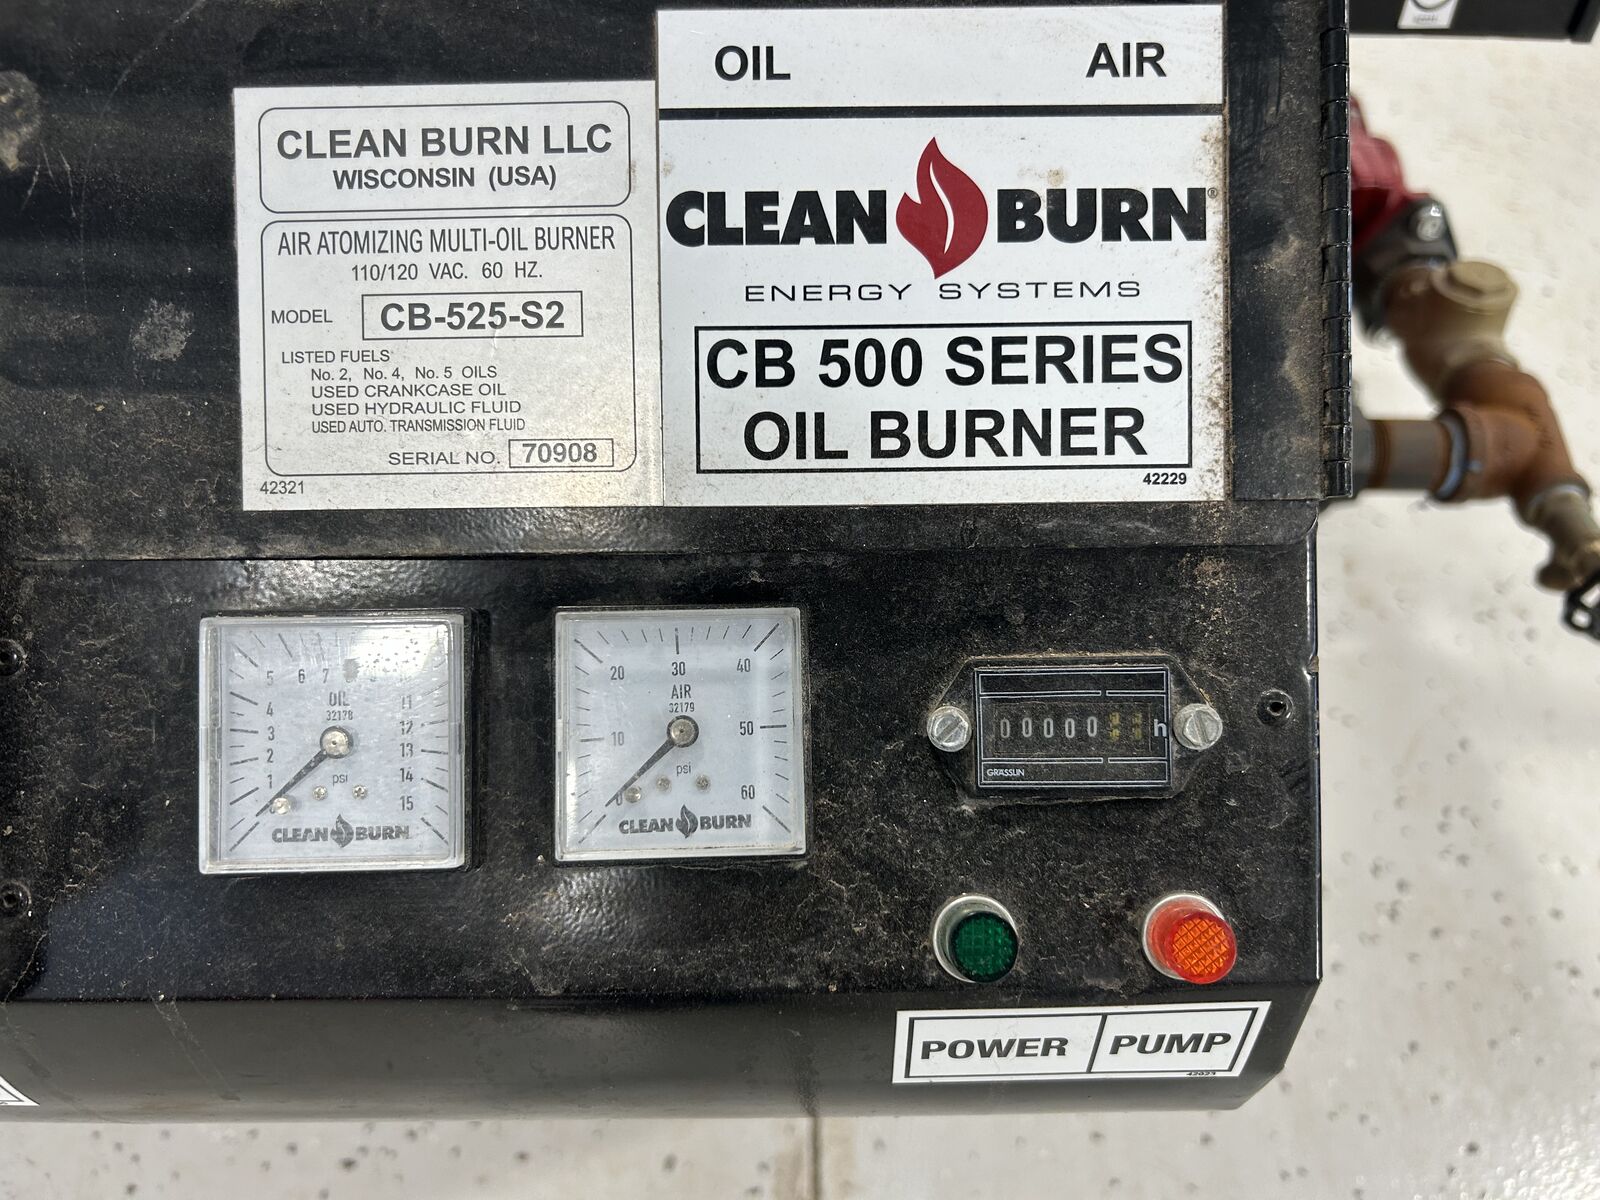 OIL AIR
CLEAN BURN LLC
WISCONSIN (USA)
AIR ATOMIZING MULTI-OIL BURNER
110/120 VAC. 60 HZ.
MODEL CB-525-S2
LISTED FUELS
No. 2, No. 4, No. 5 OILS
USED CRANKCASE OIL
USED HYDRAULIC FLUID
USED AUTO. TRANSMISSION FLUID
SERIAL NO. 70908
42321
CLEAN BURN®
ENERGY SYSTEMS
CB 500 SERIES
OIL BURNER
42229
5 6 7 11
4 12
3 13
2 14
1 15
OIL
32178
psi
CLEAN BURN
20 30 40
10 50
0 60
AIR
32179
psi
CLEAN BURN
00000 h
GRÄSSLIN
POWER PUMP
42023